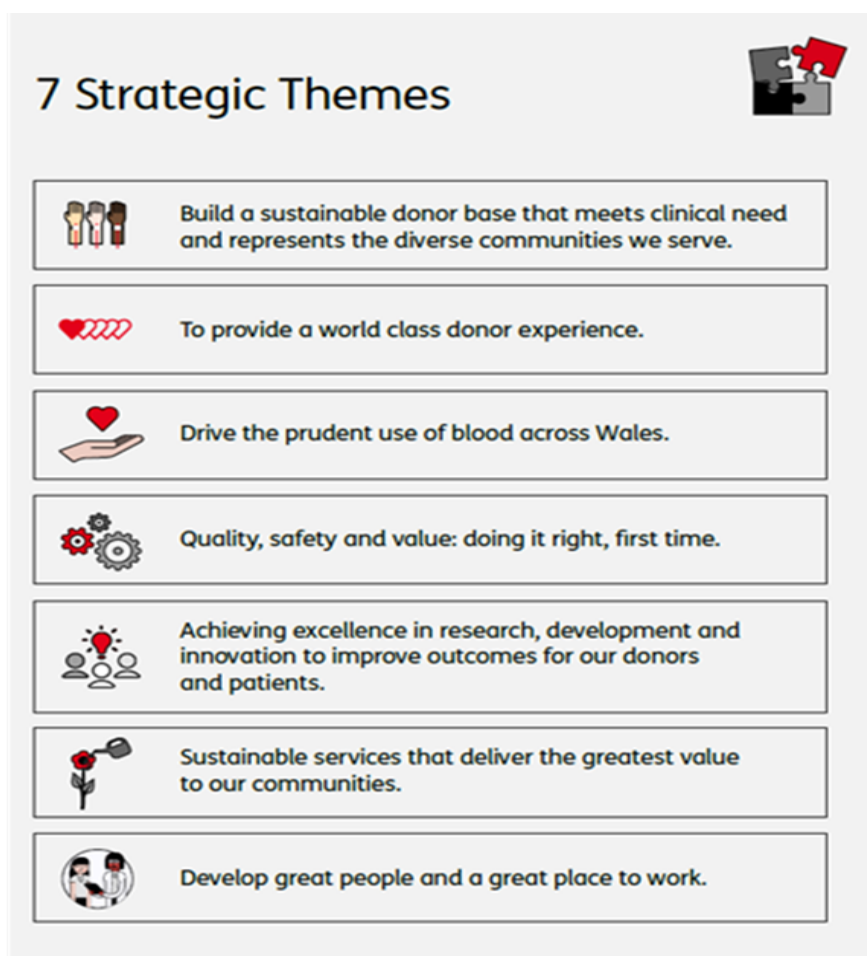 7 Strategic Themes
Build a sustainable donor base that meets clinical need
and represents the diverse communities we serve.
To provide a world class donor experience.
Drive the prudent use of blood across Wales.
Quality, safety and value: doing it right, first time.
Achieving excellence in research, development and
innovation to improve outcomes for our donors
and patients.
Sustainable services that deliver the greatest value
to our communities.
Develop great people and a great place to work.